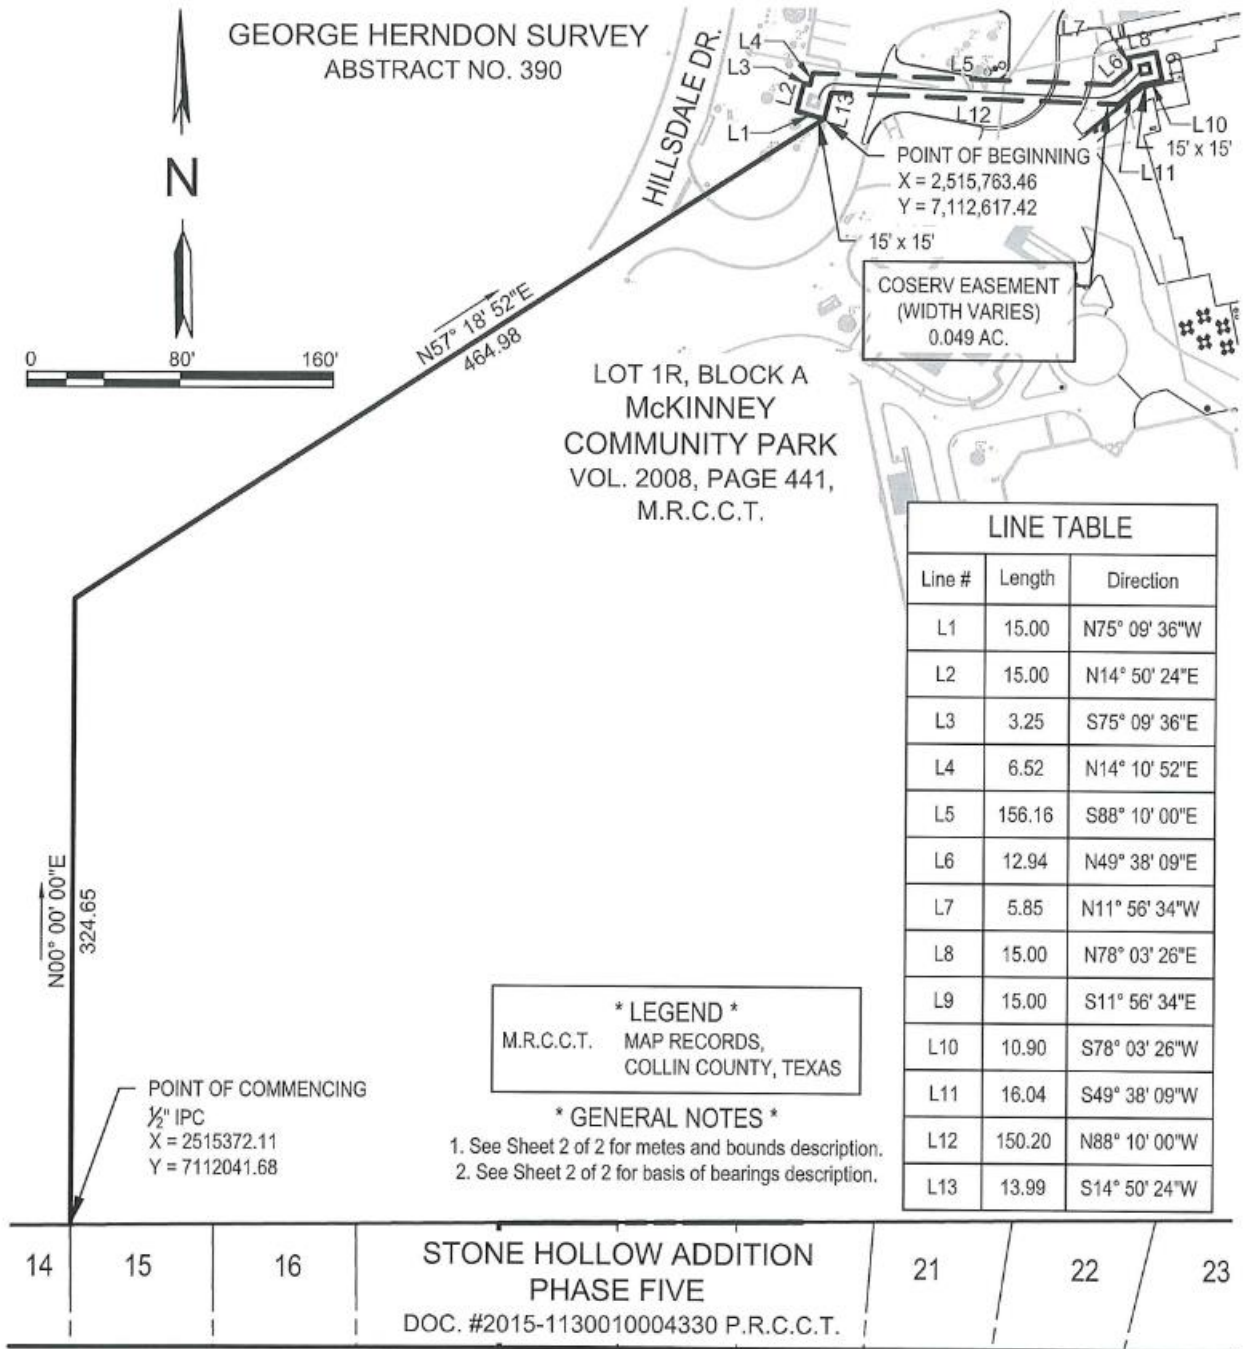 GEORGE HERNDON SURVEY
ABSTRACT NO. 390
N
0 80' 160'
HILLSDALE DR.
L1
L2
L3
L4
L5
L6
L7
L8
L9
L10
15' x 15'
L11
L12
L13
POINT OF BEGINNING
X = 2,515,763.46
Y = 7,112,617.42
15' x 15'
COSERV EASEMENT
(WIDTH VARIES)
0.049 AC.
N57° 18' 52"E
464.98
LOT 1R, BLOCK A
McKINNEY
COMMUNITY PARK
VOL. 2008, PAGE 441,
M.R.C.C.T.
LINE TABLE
Line # Length Direction
L1 15.00 N75° 09' 36"W
L2 15.00 N14° 50' 24"E
L3 3.25 S75° 09' 36"E
L4 6.52 N14° 10' 52"E
L5 156.16 S88° 10' 00"E
L6 12.94 N49° 38' 09"E
L7 5.85 N11° 56' 34"W
L8 15.00 N78° 03' 26"E
L9 15.00 S11° 56' 34"E
L10 10.90 S78° 03' 26"W
L11 16.04 S49° 38' 09"W
L12 150.20 N88° 10' 00"W
L13 13.99 S14° 50' 24"W
N00° 00' 00"E
324.65
* LEGEND *
M.R.C.C.T. MAP RECORDS,
COLLIN COUNTY, TEXAS
POINT OF COMMENCING
½" IPC
X = 2515372.11
Y = 7112041.68
* GENERAL NOTES *
1. See Sheet 2 of 2 for metes and bounds description.
2. See Sheet 2 of 2 for basis of bearings description.
14 15 16
STONE HOLLOW ADDITION
PHASE FIVE
DOC. #2015-1130010004330 P.R.C.C.T.
21 22 23